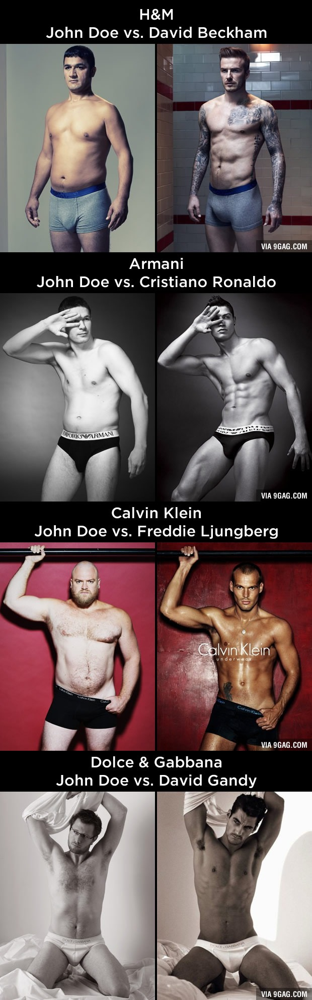 H&M
John Doe vs. David Beckham
VIA 9GAG.COM
Armani
John Doe vs. Cristiano Ronaldo
EMPORIO ARMANI
ARMANI
VIA 9GAG.COM
Calvin Klein
John Doe vs. Freddie Ljungberg
Calvin Klein
underwear
Calvin Klein
Calvin Klein
Calvin Klein
VIA 9GAG.COM
Dolce & Gabbana
John Doe vs. David Gandy
DOLCE & GABBANA
DOLCE & GABBANA
VIA 9GAG.COM